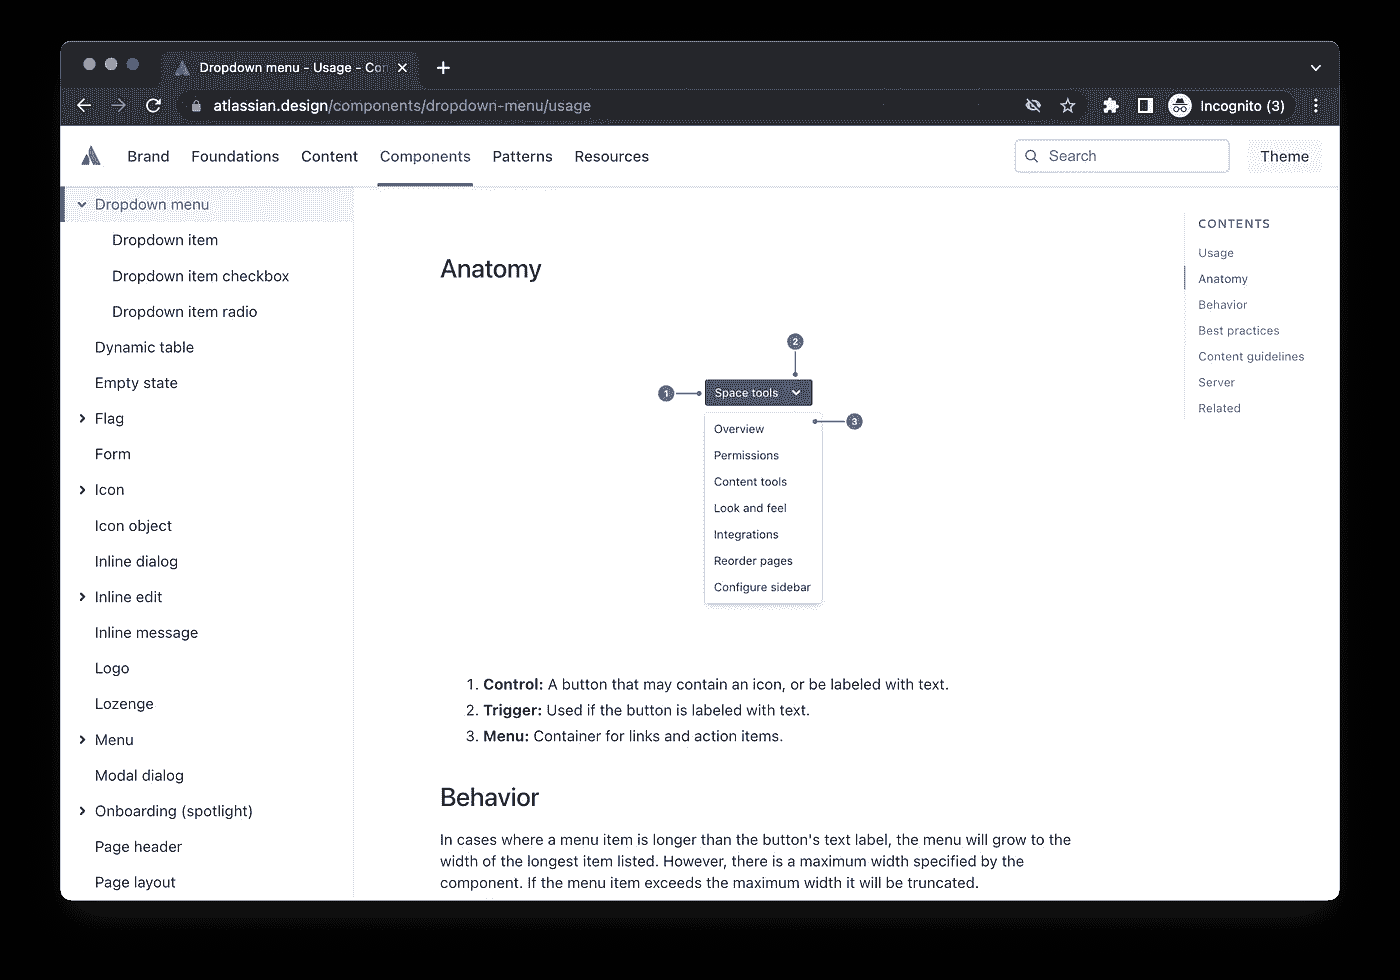 Dropdown menu - Usage - Con
atlassian.design/components/dropdown-menu/usage
Incognito (3)
Brand Foundations Content Components Patterns Resources
Search
Theme
Dropdown menu
Dropdown item
Dropdown item checkbox
Dropdown item radio
Dynamic table
Empty state
Flag
Form
Icon
Icon object
Inline dialog
Inline edit
Inline message
Logo
Lozenge
Menu
Modal dialog
Onboarding (spotlight)
Page header
Page layout
Anatomy
2
1
Space tools
3
Overview
Permissions
Content tools
Look and feel
Integrations
Reorder pages
Configure sidebar
1. Control: A button that may contain an icon, or be labeled with text.
2. Trigger: Used if the button is labeled with text.
3. Menu: Container for links and action items.
Behavior
In cases where a menu item is longer than the button's text label, the menu will grow to the
width of the longest item listed. However, there is a maximum width specified by the
component. If the menu item exceeds the maximum width it will be truncated.
CONTENTS
Usage
Anatomy
Behavior
Best practices
Content guidelines
Server
Related